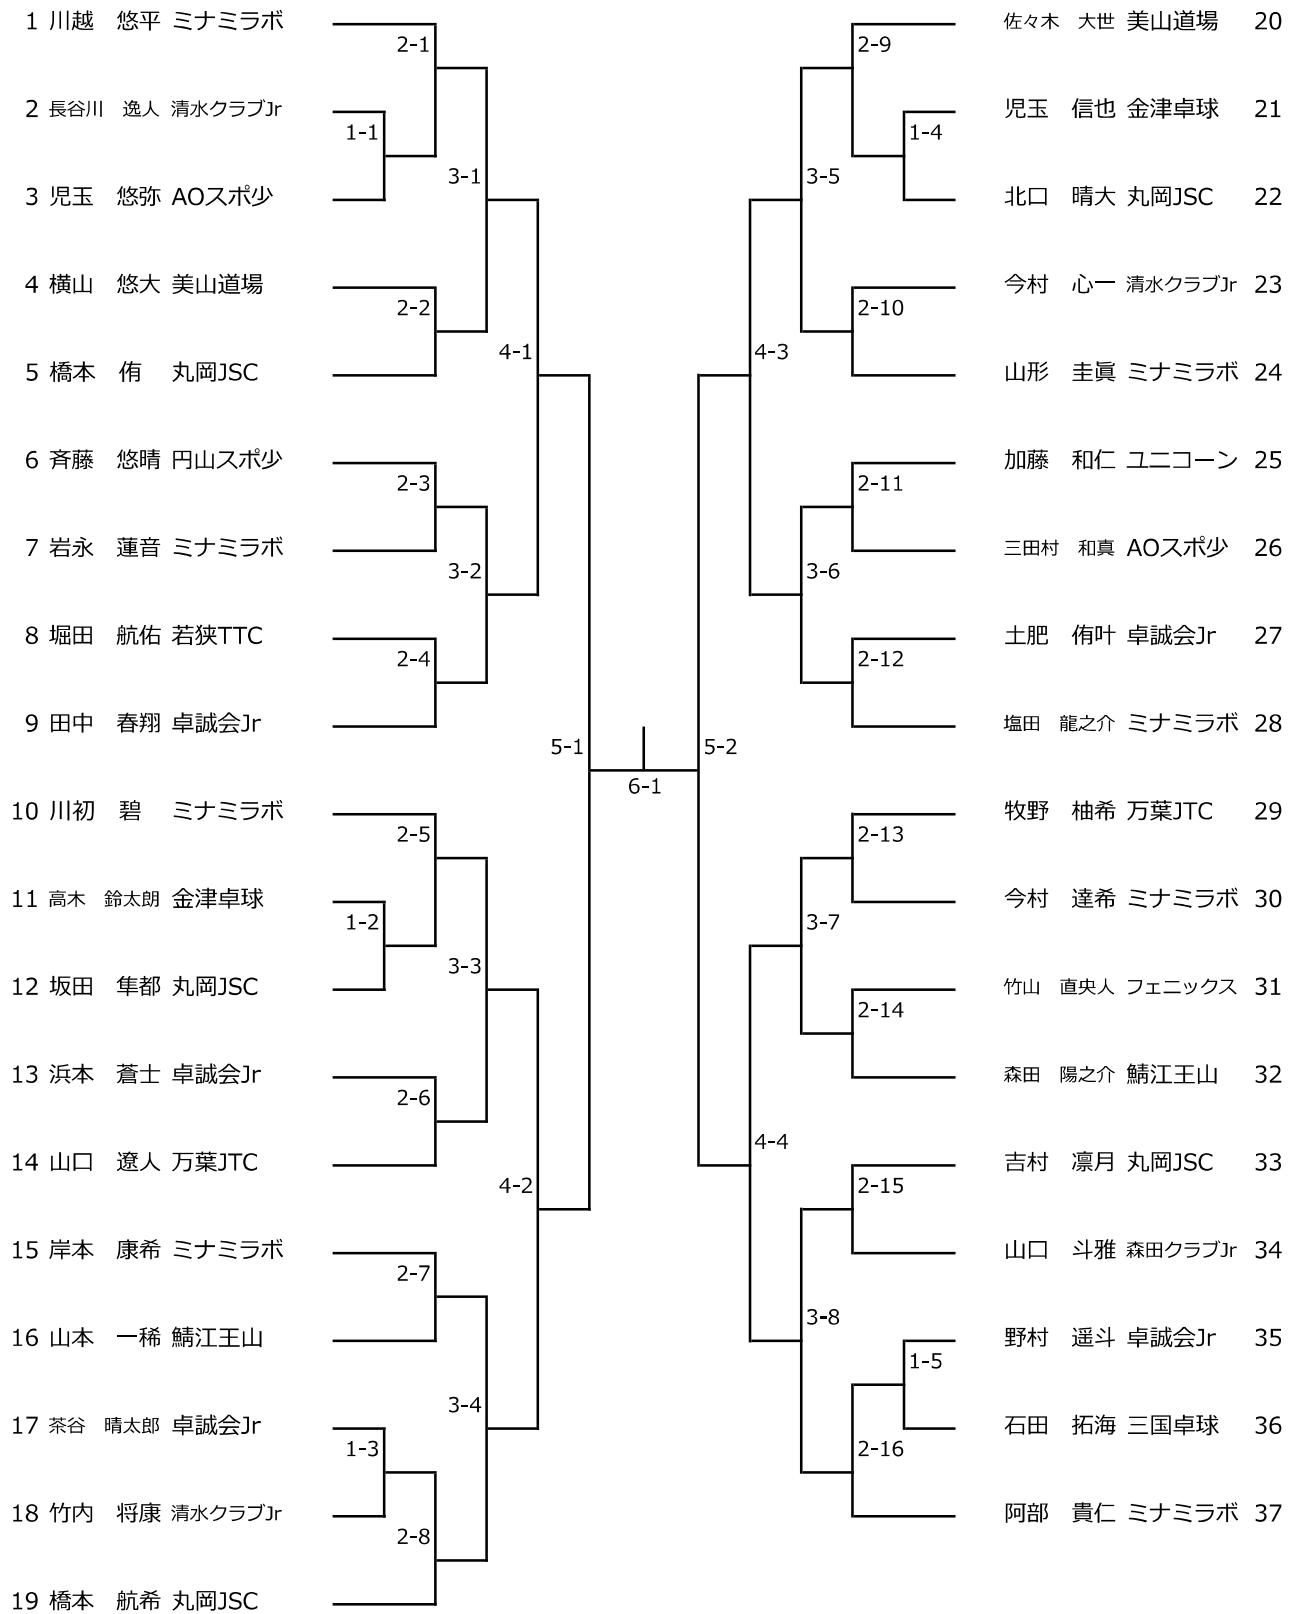 1 川越　悠平 ミナミラボ
2 長谷川　逸人 清水クラブJr
3 児玉　悠弥 AOスポ少
4 横山　悠大 美山道場
5 橋本　侑　 丸岡JSC
6 斉藤　悠晴 円山スポ少
7 岩永　蓮音 ミナミラボ
8 堀田　航佑 若狭TTC
9 田中　春翔 卓誠会Jr
10 川初　碧　 ミナミラボ
11 高木　鈴太朗 金津卓球
12 坂田　隼都 丸岡JSC
13 浜本　蒼士 卓誠会Jr
14 山口　遼人 万葉JTC
15 岸本　康希 ミナミラボ
16 山本　一稀 鯖江王山
17 茶谷　晴太郎 卓誠会Jr
18 竹内　将康 清水クラブJr
19 橋本　航希 丸岡JSC
1-1
1-2
1-3
2-1
2-2
2-3
2-4
2-5
2-6
2-7
2-8
3-1
3-2
3-3
3-4
4-1
4-2
5-1
6-1
5-2
4-3
4-4
3-5
3-6
3-7
3-8
2-9
2-10
2-11
2-12
2-13
2-14
2-15
2-16
1-4
1-5
佐々木　大世 美山道場 20
児玉　信也 金津卓球 21
北口　晴大 丸岡JSC 22
今村　心一 清水クラブJr 23
山形　圭眞 ミナミラボ 24
加藤　和仁 ユニコーン 25
三田村　和真 AOスポ少 26
土肥　侑叶 卓誠会Jr 27
塩田　龍之介 ミナミラボ 28
牧野　柚希 万葉JTC 29
今村　達希 ミナミラボ 30
竹山　直央人 フェニックス 31
森田　陽之介 鯖江王山 32
吉村　凛月 丸岡JSC 33
山口　斗雅 森田クラブJr 34
野村　遥斗 卓誠会Jr 35
石田　拓海 三国卓球 36
阿部　貴仁 ミナミラボ 37